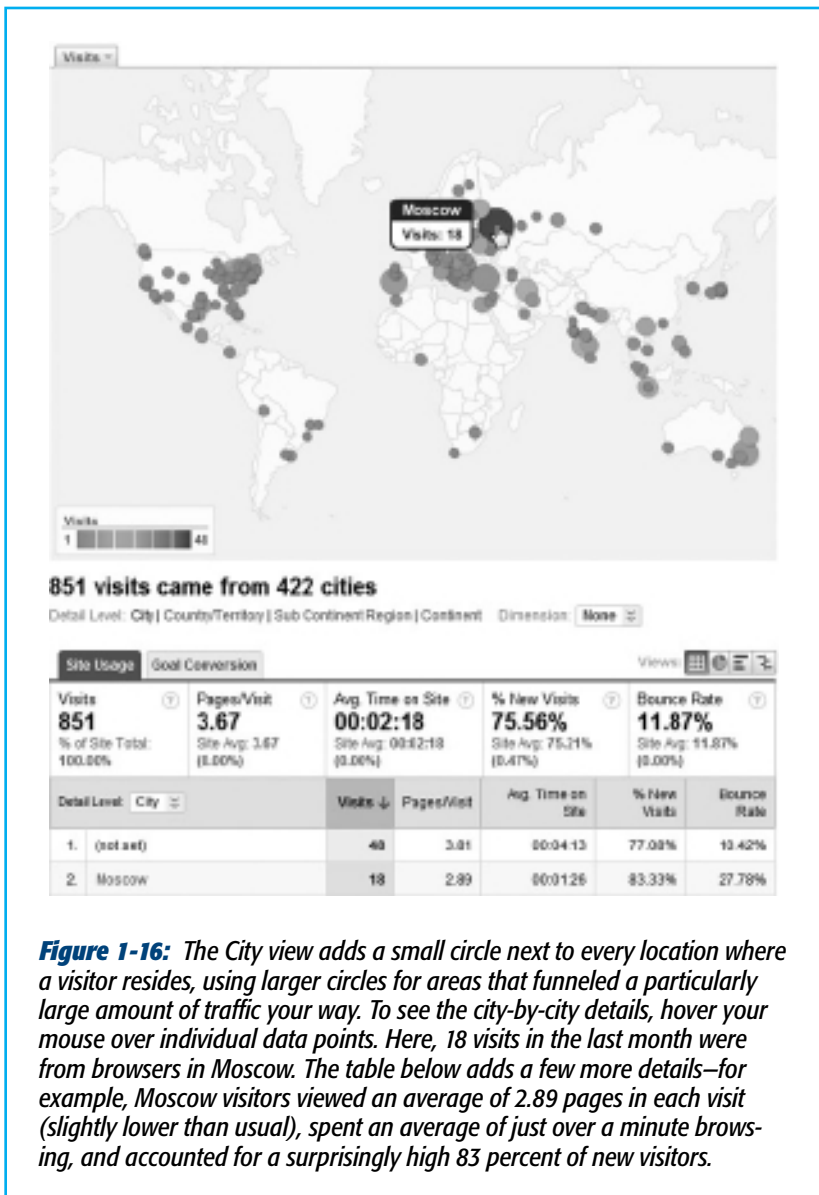 Visits
Moscow
Visits: 18
Visits
1 48
851 visits came from 422 cities
Detail Level: City | Country/Territory | Sub Continent Region | Continent Dimension: None
Site Usage Goal Conversion Views:
Visits
851
% of Site Total:
100.00%
Pages/Visit
3.67
Site Avg: 3.67
(0.00%)
Avg. Time on Site
00:02:18
Site Avg: 00:02:18
(0.00%)
% New Visits
75.56%
Site Avg: 75.21%
(0.47%)
Bounce Rate
11.87%
Site Avg: 11.87%
(0.00%)
Detail Level: City Visits ↓ Pages/Visit Avg. Time on Site % New Visits Bounce Rate
1. (not set) 48 3.81 00:04:13 77.08% 10.42%
2. Moscow 18 2.89 00:01:26 83.33% 27.78%
Figure 1-16: The City view adds a small circle next to every location where
a visitor resides, using larger circles for areas that funneled a particularly
large amount of traffic your way. To see the city-by-city details, hover your
mouse over individual data points. Here, 18 visits in the last month were
from browsers in Moscow. The table below adds a few more details—for
example, Moscow visitors viewed an average of 2.89 pages in each visit
(slightly lower than usual), spent an average of just over a minute brows-
ing, and accounted for a surprisingly high 83 percent of new visitors.